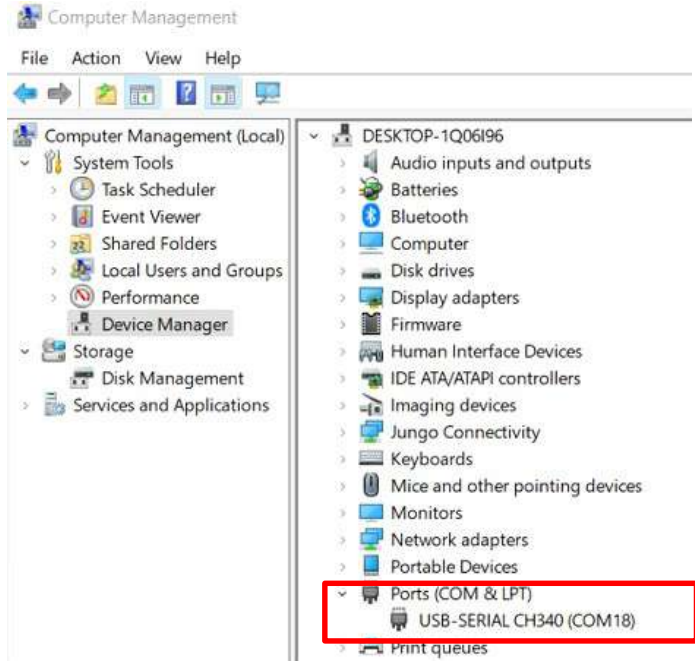 Computer Management
File Action View Help
Computer Management (Local)
System Tools
Task Scheduler
Event Viewer
Shared Folders
Local Users and Groups
Performance
Device Manager
Storage
Disk Management
Services and Applications
DESKTOP-1Q06I96
Audio inputs and outputs
Batteries
Bluetooth
Computer
Disk drives
Display adapters
Firmware
Human Interface Devices
IDE ATA/ATAPI controllers
Imaging devices
Jungo Connectivity
Keyboards
Mice and other pointing devices
Monitors
Network adapters
Portable Devices
Ports (COM & LPT)
USB-SERIAL CH340 (COM18)
Print queues